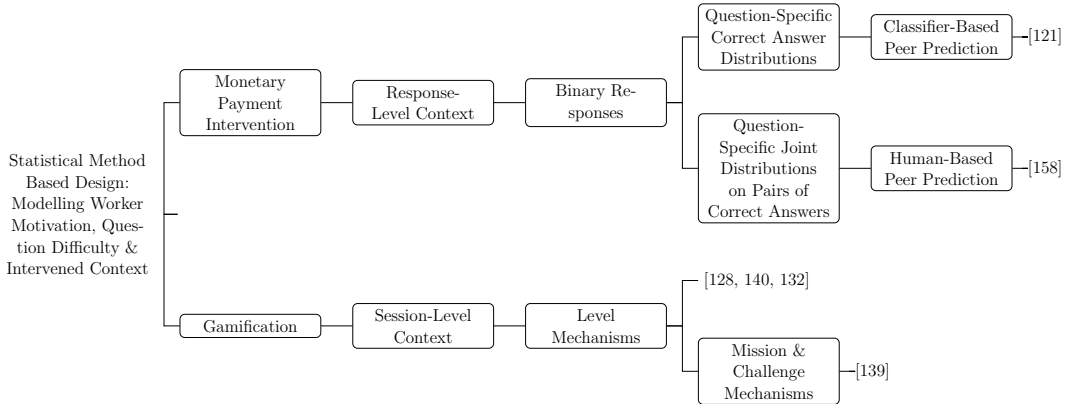 Statistical Method
Based Design:
Modelling Worker
Motivation, Ques-
tion Difficulty &
Intervened Context
Monetary
Payment
Intervention
Response-
Level Context
Binary Re-
sponses
Question-Specific
Correct Answer
Distributions
Classifier-Based
Peer Prediction
[121]
Question-
Specific Joint
Distributions
on Pairs of
Correct Answers
Human-Based
Peer Prediction
[158]
Gamification
Session-Level
Context
Level
Mechanisms
[128, 140, 132]
Mission &
Challenge
Mechanisms
[139]